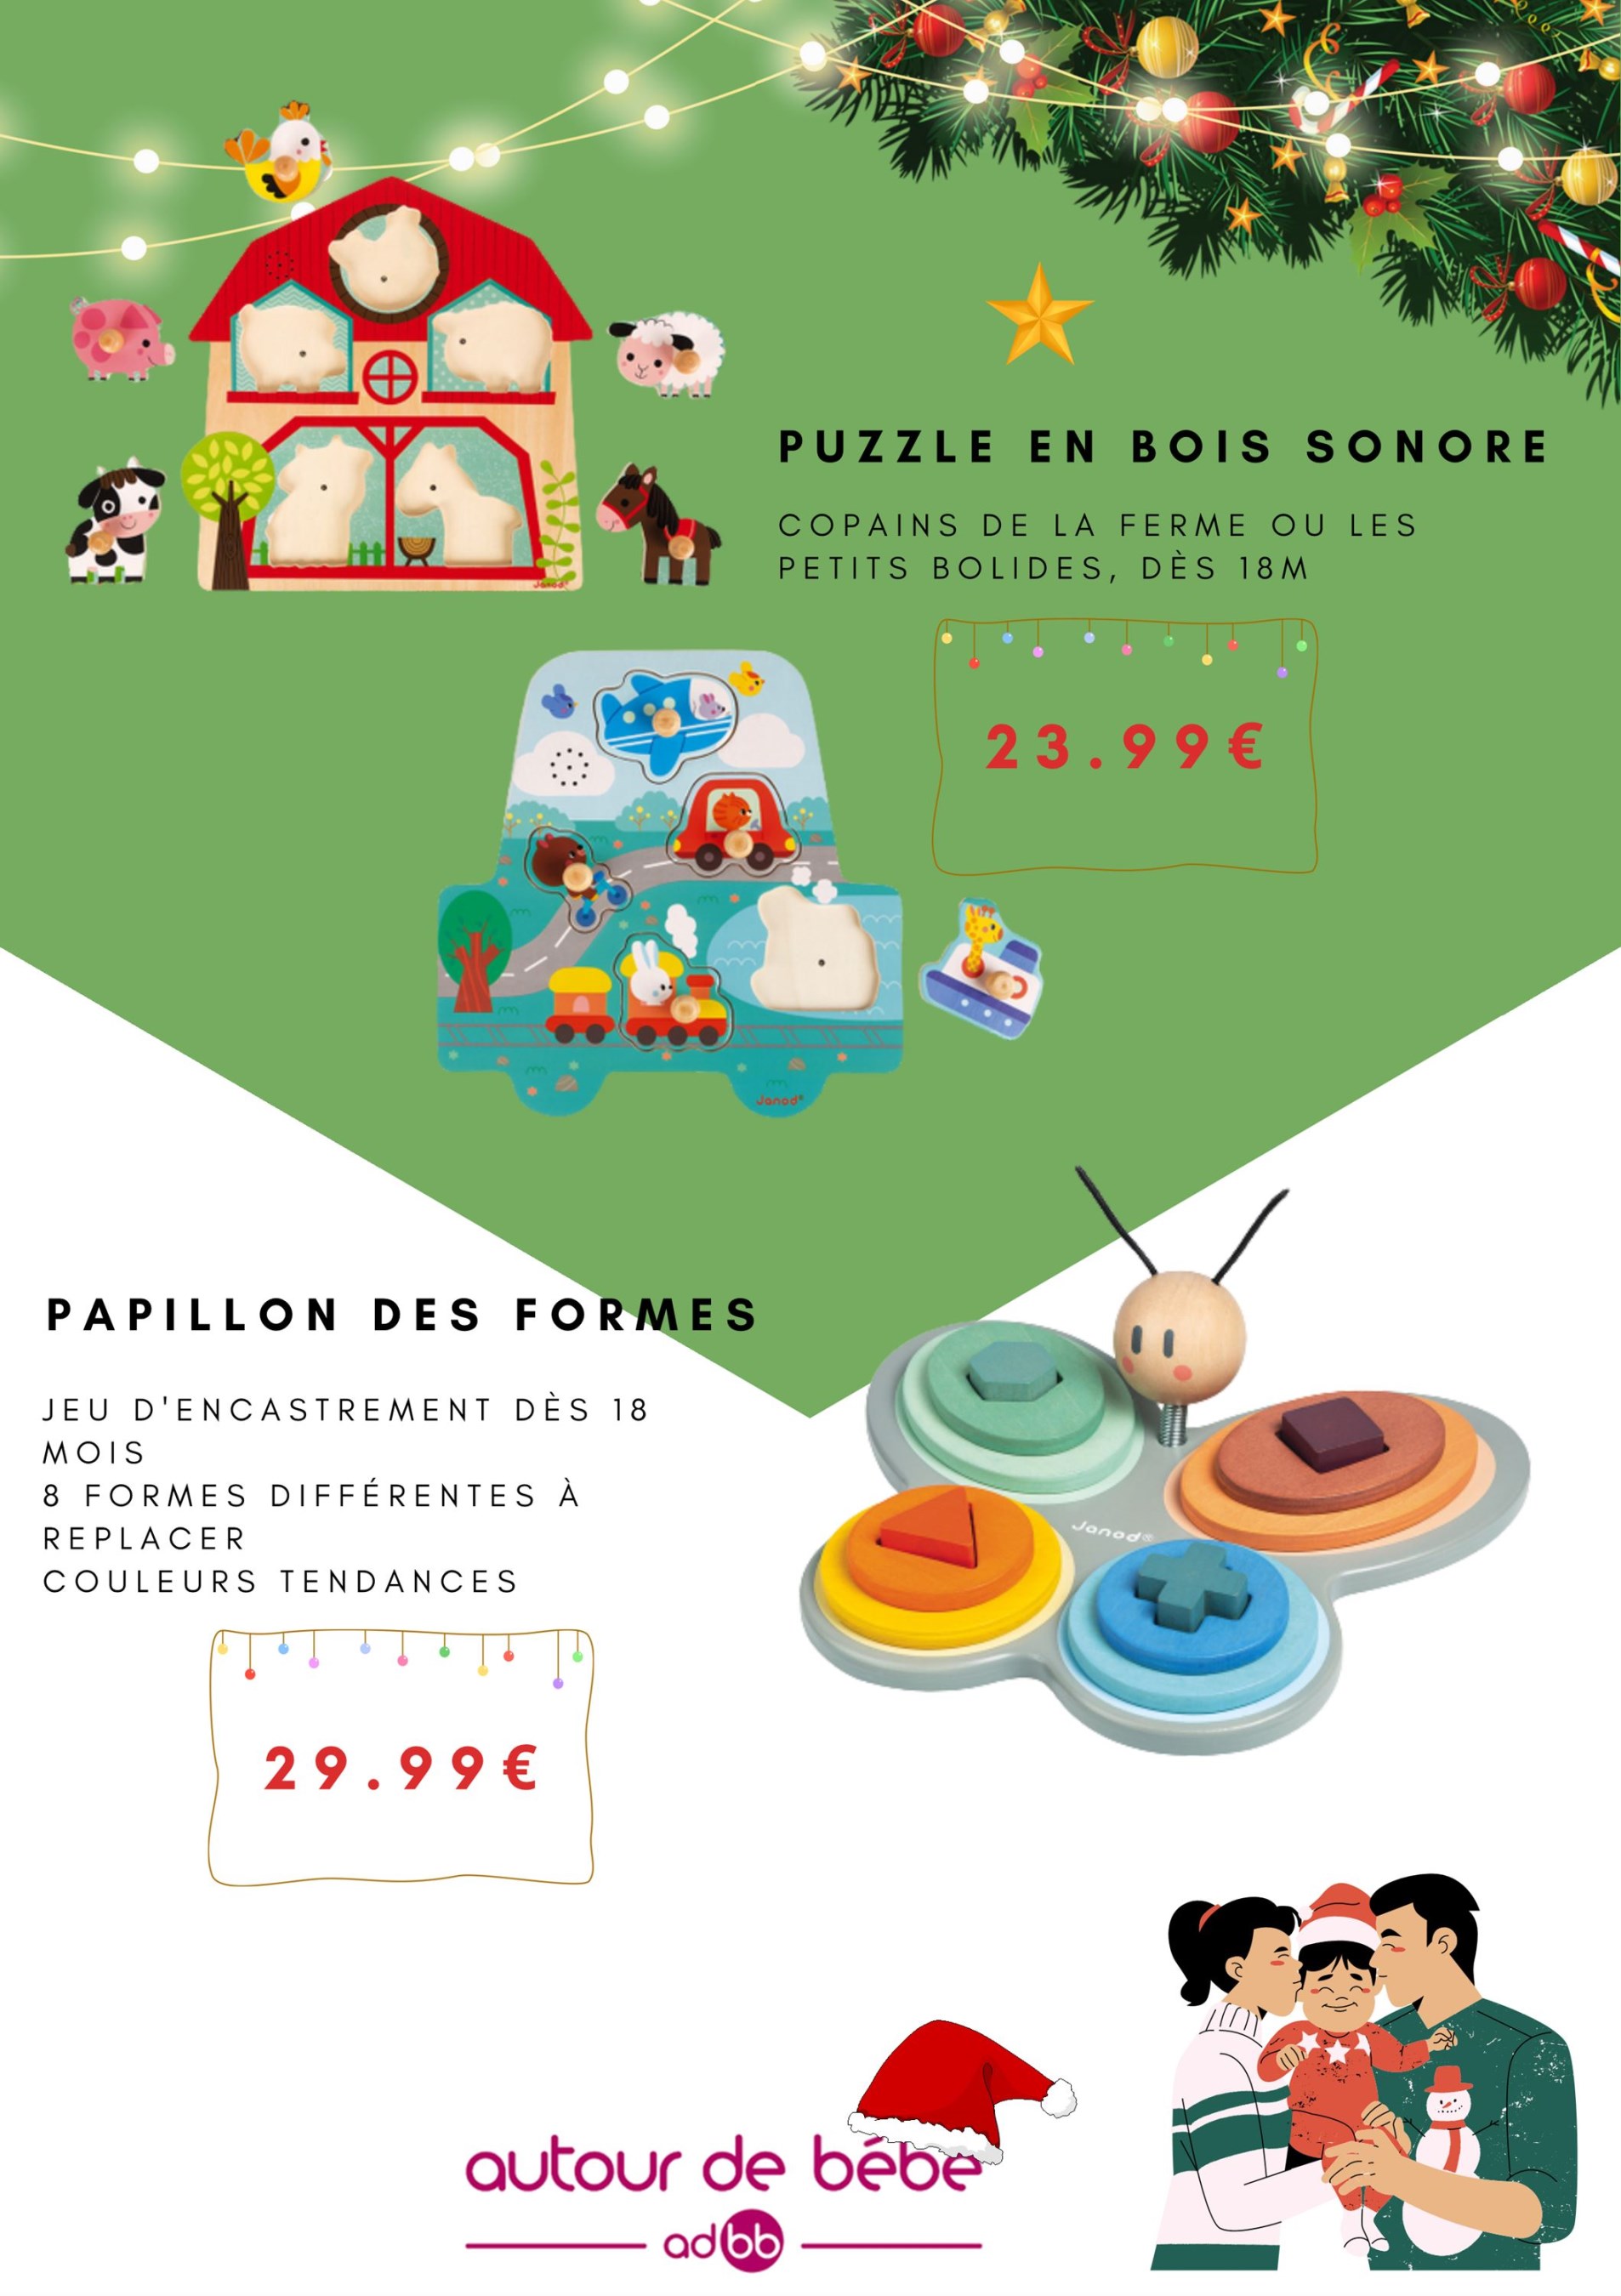 PUZZLE EN BOIS SONORE
COPAINS DE LA FERME OU LES
PETITS BOLIDES, DÈS 18M
23.99€
Janod®
Janod®
PAPILLON DES FORMES
JEU D'ENCASTREMENT DÈS 18
MOIS
8 FORMES DIFFÉRENTES À
REPLACER
COULEURS TENDANCES
Janod®
29.99€
autour de bébé
adbb